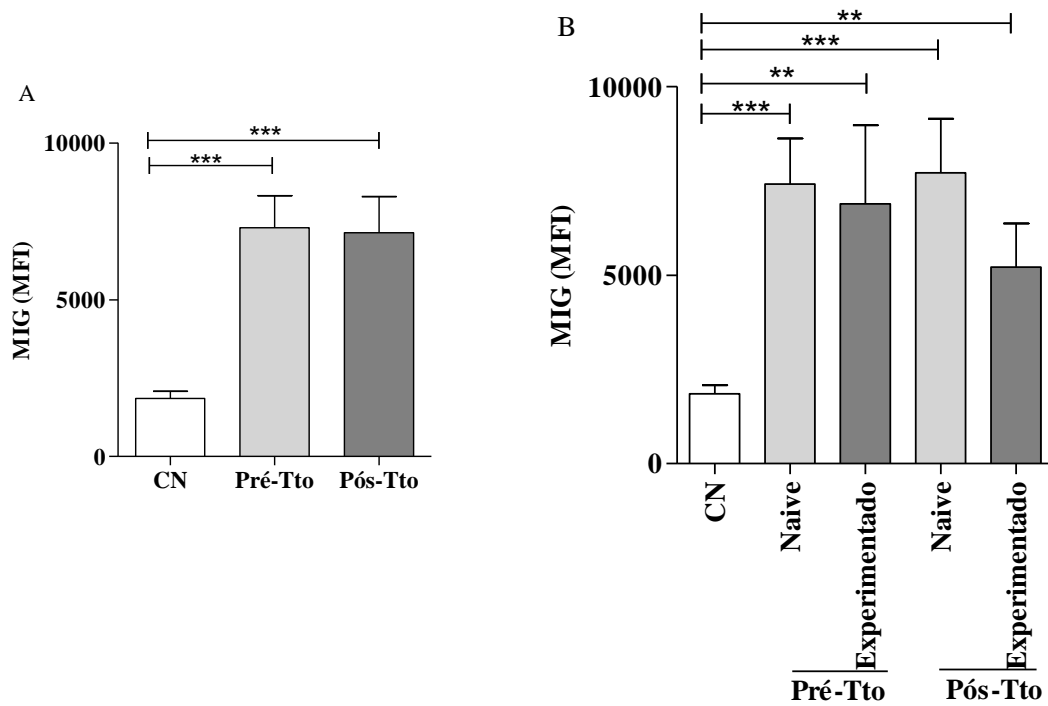 A
10000
5000
0
MIG (MFI)
***
***
CN
Pré-Tto
Pós-Tto
B
10000
5000
0
MIG (MFI)
**
***
**
***
CN
Naive
Experimentado
Naive
Experimentado
Pré-Tto
Pós-Tto